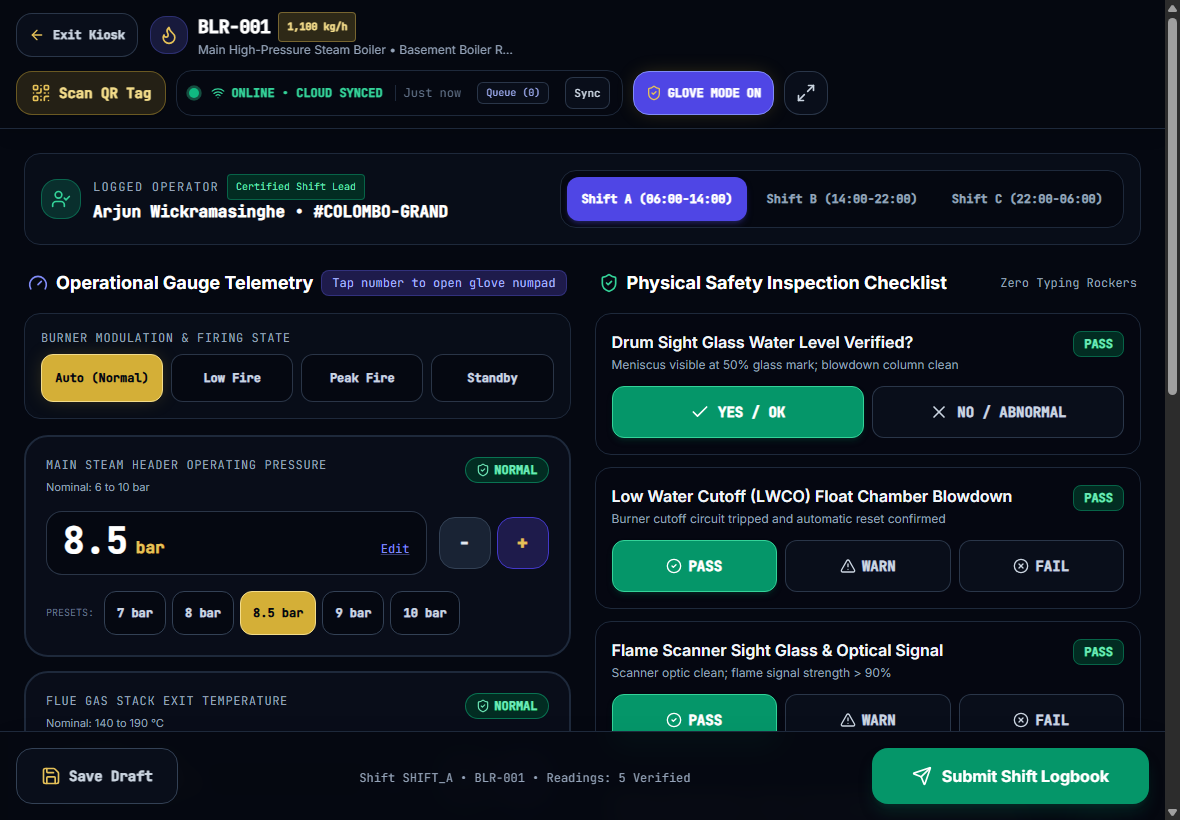 Exit Kiosk
BLR-001
1,100 kg/h
Main High-Pressure Steam Boiler • Basement Boiler R...
Scan QR Tag
ONLINE • CLOUD SYNCED
Just now
Queue (0)
Sync
GLOVE MODE ON
LOGGED OPERATOR
Certified Shift Lead
Arjun Wickramasinghe • #COLOMBO-GRAND
Shift A (06:00-14:00)
Shift B (14:00-22:00)
Shift C (22:00-06:00)
Operational Gauge Telemetry
Tap number to open glove numpad
BURNER MODULATION & FIRING STATE
Auto (Normal)
Low Fire
Peak Fire
Standby
MAIN STEAM HEADER OPERATING PRESSURE
NORMAL
Nominal: 6 to 10 bar
8.5 bar
Edit
-
+
PRESETS:
7 bar
8 bar
8.5 bar
9 bar
10 bar
FLUE GAS STACK EXIT TEMPERATURE
NORMAL
Nominal: 140 to 190 °C
Physical Safety Inspection Checklist
Zero Typing Rockers
Drum Sight Glass Water Level Verified?
PASS
Meniscus visible at 50% glass mark; blowdown column clean
YES / OK
NO / ABNORMAL
Low Water Cutoff (LWCO) Float Chamber Blowdown
PASS
Burner cutoff circuit tripped and automatic reset confirmed
PASS
WARN
FAIL
Flame Scanner Sight Glass & Optical Signal
PASS
Scanner optic clean; flame signal strength > 90%
PASS
WARN
FAIL
Save Draft
Shift SHIFT_A • BLR-001 • Readings: 5 Verified
Submit Shift Logbook